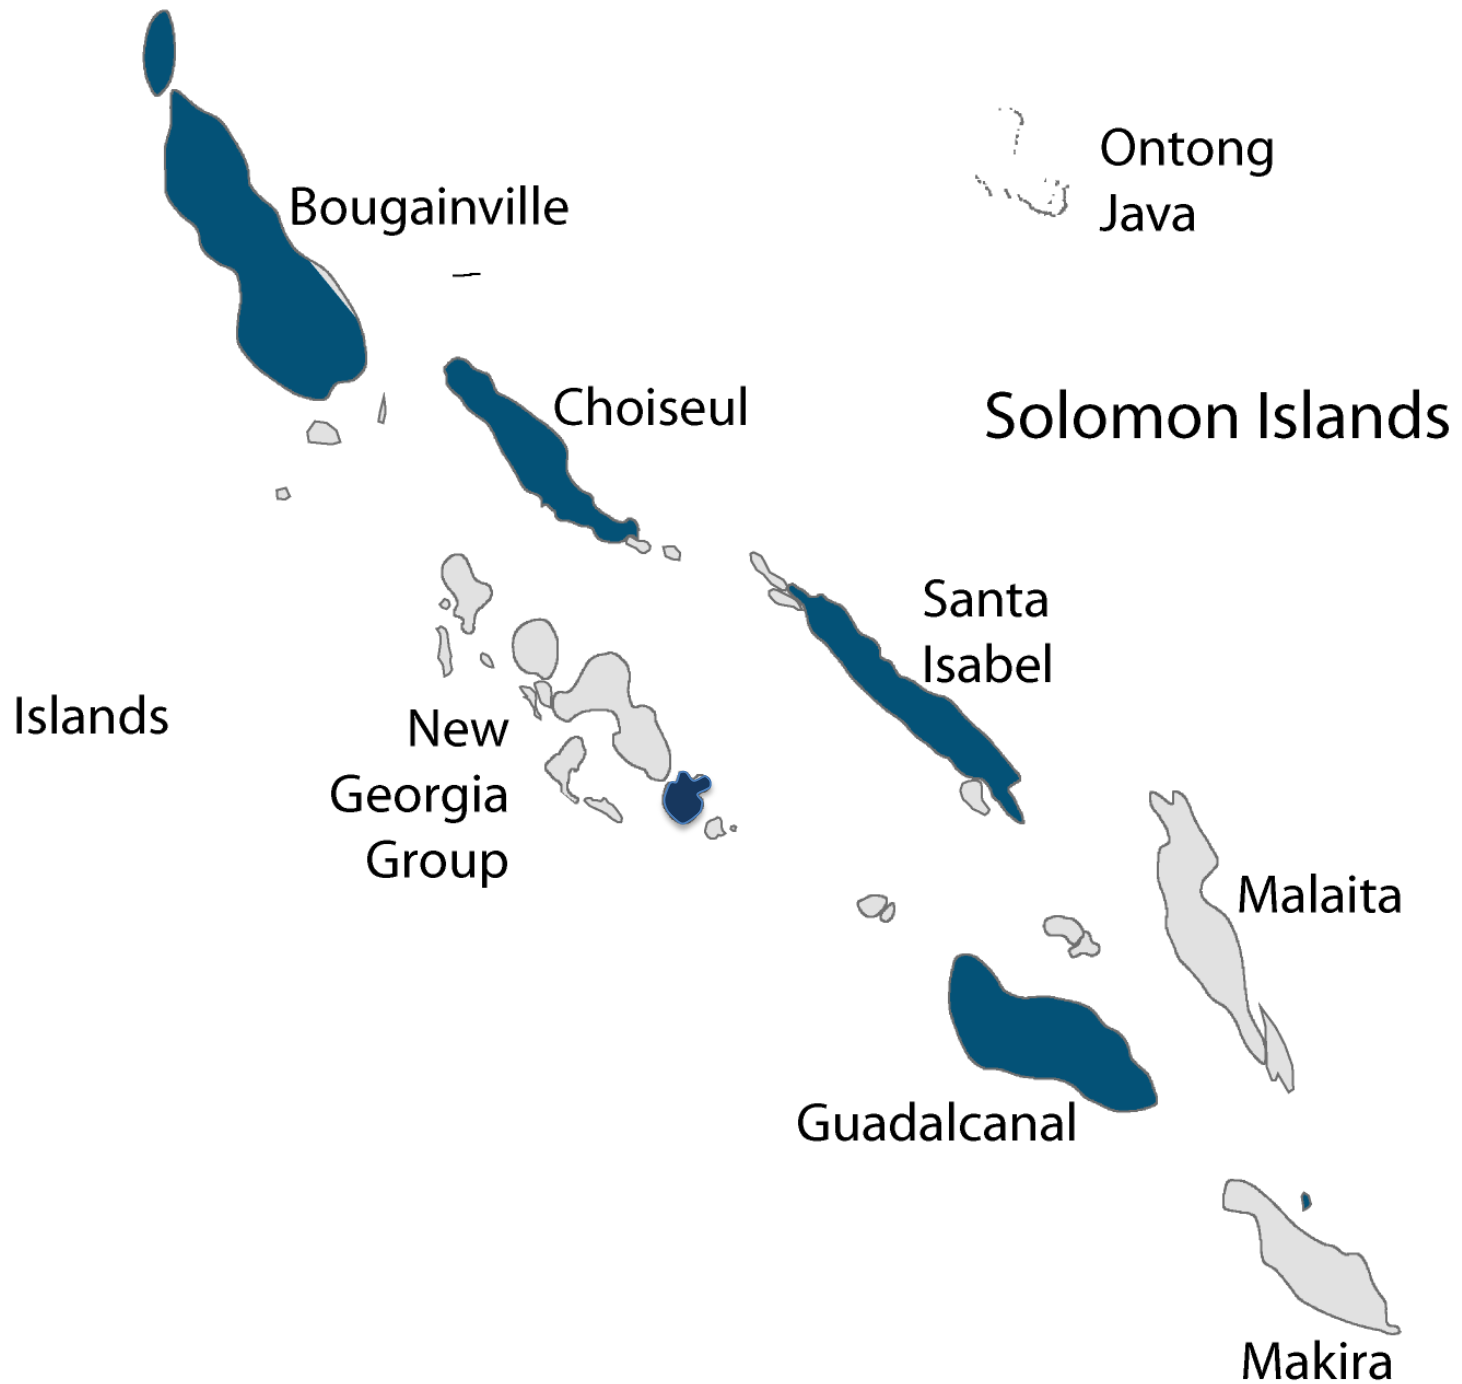 Ontong
Java
Bougainville
Choiseul
Solomon Islands
Santa
Isabel
Islands
New
Georgia
Group
Malaita
Guadalcanal
Makira